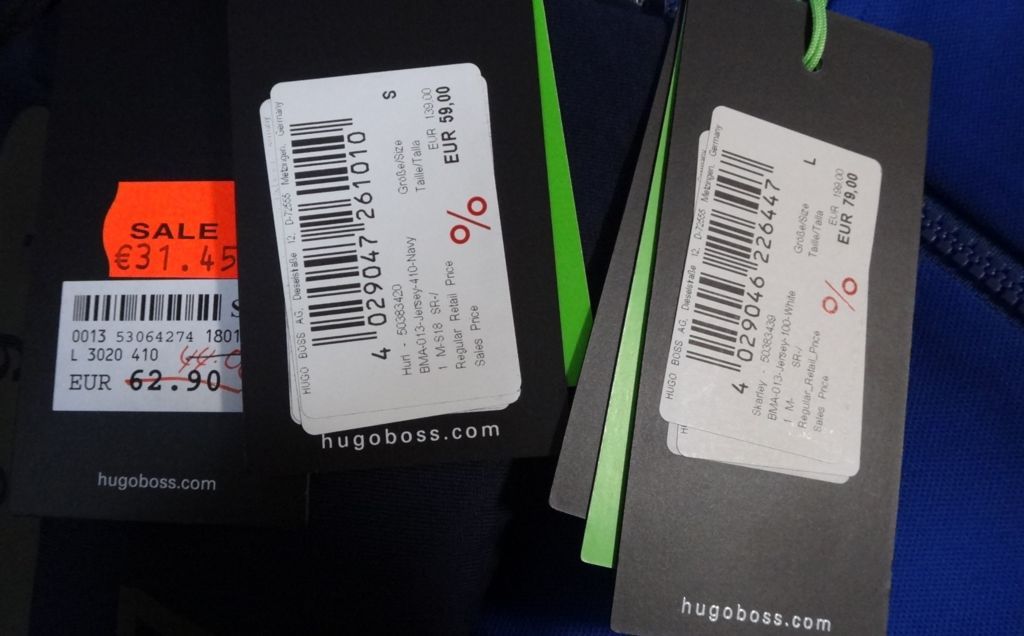 SALE
€31.45
0013 53064274 1801
L 3020 410
EUR 62.90
hugoboss.com
HUGO BOSS AG, Dieselstraße 12, D-72555 Metzingen, Germany
4 029047 261010
S
Hurl - 50383420
Größe/Size
BMA-013-Jersey-410-Navy
Taille/Talla
1 M-S18 SR-/
Regular Retail Price
EUR 139,00
Sales Price
%
EUR 59,00
hugoboss.com
HUGO BOSS AG, Dieselstraße 12, D-72555 Metzingen, Germany
4 029046 226447
L
Skarley - 50383439
Größe/Size
BMA-013-Jersey-100-White
Taille/Talla
1 M- SR-/
Regular_Retail_Price
EUR 199,00
Sales Price
%
EUR 79,00
hugoboss.com